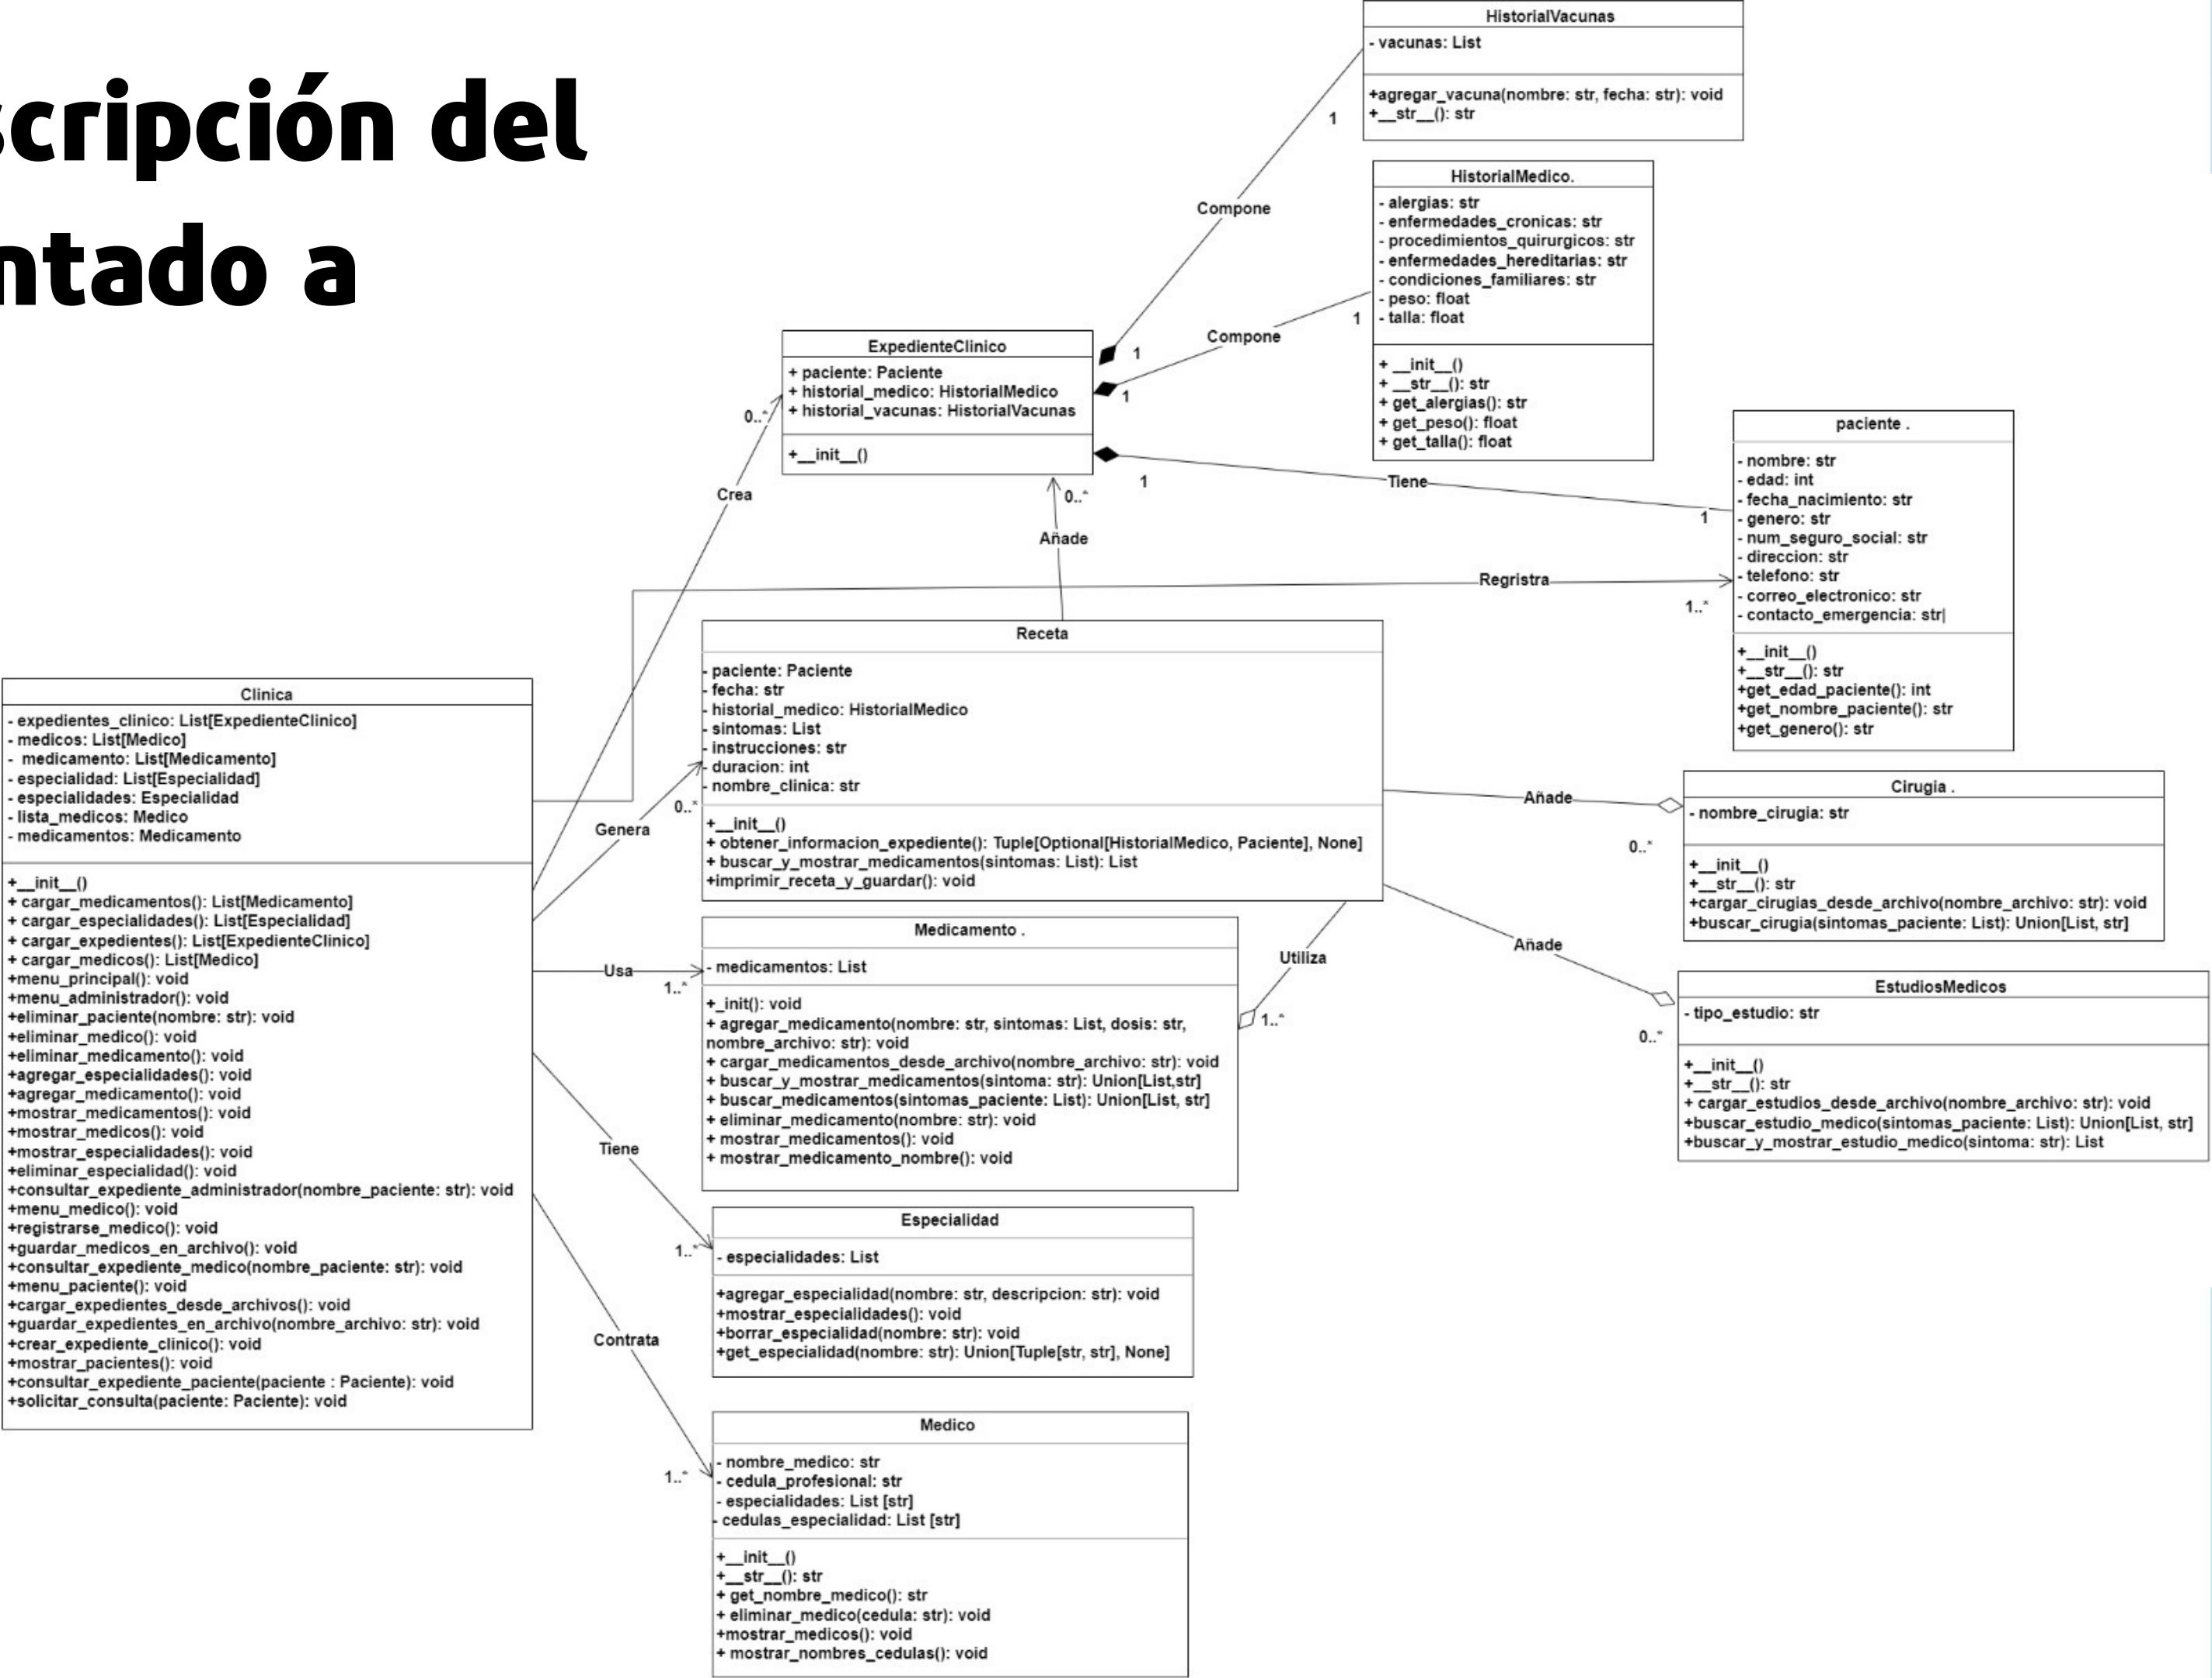 scripción del
ntado a
HistorialVacunas
- vacunas: List
+agregar_vacuna(nombre: str, fecha: str): void
+__str__(): str
1
Compone
1
HistorialMedico.
- alergias: str
- enfermedades_cronicas: str
- procedimientos_quirurgicos: str
- enfermedades_hereditarias: str
- condiciones_familiares: str
- peso: float
- talla: float
+ __init__()
+ __str__(): str
+ get_alergias(): str
+ get_peso(): float
+ get_talla(): float
1
Compone
1
ExpedienteClinico
+ paciente: Paciente
+ historial_medico: HistorialMedico
+ historial_vacunas: HistorialVacunas
+__init__()
0..*
Crea
1
Tiene
1
0..*
Añade
paciente .
- nombre: str
- edad: int
- fecha_nacimiento: str
- genero: str
- num_seguro_social: str
- direccion: str
- telefono: str
- correo_electronico: str
- contacto_emergencia: str|
+__init__()
+__str__(): str
+get_edad_paciente(): int
+get_nombre_paciente(): str
+get_genero(): str
Regristra
1..*
Receta
- paciente: Paciente
- fecha: str
- historial_medico: HistorialMedico
- sintomas: List
- instrucciones: str
- duracion: int
- nombre_clinica: str
+__init__()
+ obtener_informacion_expediente(): Tuple[Optional[HistorialMedico, Paciente], None]
+ buscar_y_mostrar_medicamentos(sintomas: List): List
+imprimir_receta_y_guardar(): void
Clinica
- expedientes_clinico: List[ExpedienteClinico]
- medicos: List[Medico]
-  medicamento: List[Medicamento]
- especialidad: List[Especialidad]
- especialidades: Especialidad
- lista_medicos: Medico
- medicamentos: Medicamento
+__init__()
+ cargar_medicamentos(): List[Medicamento]
+ cargar_especialidades(): List[Especialidad]
+ cargar_expedientes(): List[ExpedienteClinico]
+ cargar_medicos(): List[Medico]
+menu_principal(): void
+menu_administrador(): void
+eliminar_paciente(nombre: str): void
+eliminar_medico(): void
+eliminar_medicamento(): void
+agregar_especialidades(): void
+agregar_medicamento(): void
+mostrar_medicamentos(): void
+mostrar_medicos(): void
+mostrar_especialidades(): void
+eliminar_especialidad(): void
+consultar_expediente_administrador(nombre_paciente: str): void
+menu_medico(): void
+registrarse_medico(): void
+guardar_medicos_en_archivo(): void
+consultar_expediente_medico(nombre_paciente: str): void
+menu_paciente(): void
+cargar_expedientes_desde_archivos(): void
+guardar_expedientes_en_archivo(nombre_archivo: str): void
+crear_expediente_clinico(): void
+mostrar_pacientes(): void
+consultar_expediente_paciente(paciente : Paciente): void
+solicitar_consulta(paciente: Paciente): void
0..*
Genera
Usa
1..*
Tiene
1..*
Contrata
1..*
Añade
0..*
Cirugia .
- nombre_cirugia: str
+__init__()
+__str__(): str
+cargar_cirugias_desde_archivo(nombre_archivo: str): void
+buscar_cirugia(sintomas_paciente: List): Union[List, str]
Añade
0..*
EstudiosMedicos
- tipo_estudio: str
+__init__()
+__str__(): str
+ cargar_estudios_desde_archivo(nombre_archivo: str): void
+buscar_estudio_medico(sintomas_paciente: List): Union[List, str]
+buscar_y_mostrar_estudio_medico(sintoma: str): List
Utiliza
1..*
Medicamento .
- medicamentos: List
+_init(): void
+ agregar_medicamento(nombre: str, sintomas: List, dosis: str,
nombre_archivo: str): void
+ cargar_medicamentos_desde_archivo(nombre_archivo: str): void
+ buscar_y_mostrar_medicamentos(sintoma: str): Union[List,str]
+ buscar_medicamentos(sintomas_paciente: List): Union[List, str]
+ eliminar_medicamento(nombre: str): void
+ mostrar_medicamentos(): void
+ mostrar_medicamento_nombre(): void
Especialidad
- especialidades: List
+agregar_especialidad(nombre: str, descripcion: str): void
+mostrar_especialidades(): void
+borrar_especialidad(nombre: str): void
+get_especialidad(nombre: str): Union[Tuple[str, str], None]
Medico
- nombre_medico: str
- cedula_profesional: str
- especialidades: List [str]
- cedulas_especialidad: List [str]
+__init__()
+__str__(): str
+ get_nombre_medico(): str
+ eliminar_medico(cedula: str): void
+mostrar_medicos(): void
+ mostrar_nombres_cedulas(): void